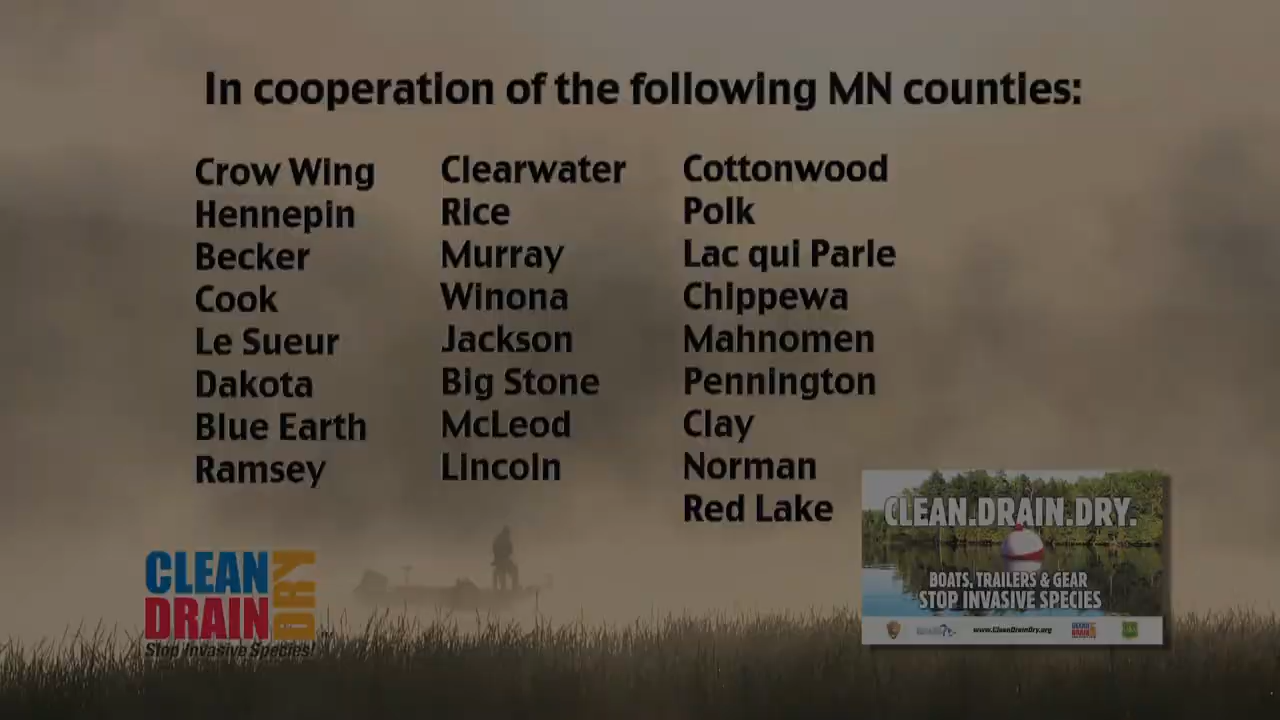 In cooperation of the following MN counties:
Crow Wing
Hennepin
Becker
Cook
Le Sueur
Dakota
Blue Earth
Ramsey
Clearwater
Rice
Murray
Winona
Jackson
Big Stone
McLeod
Lincoln
Cottonwood
Polk
Lac qui Parle
Chippewa
Mahnomen
Pennington
Clay
Norman
Red Lake
CLEAN
DRAIN
DRY
Stop Invasive Species!
CLEAN.DRAIN.DRY.
BOATS, TRAILERS & GEAR
STOP INVASIVE SPECIES
www.CleanDrainDry.org